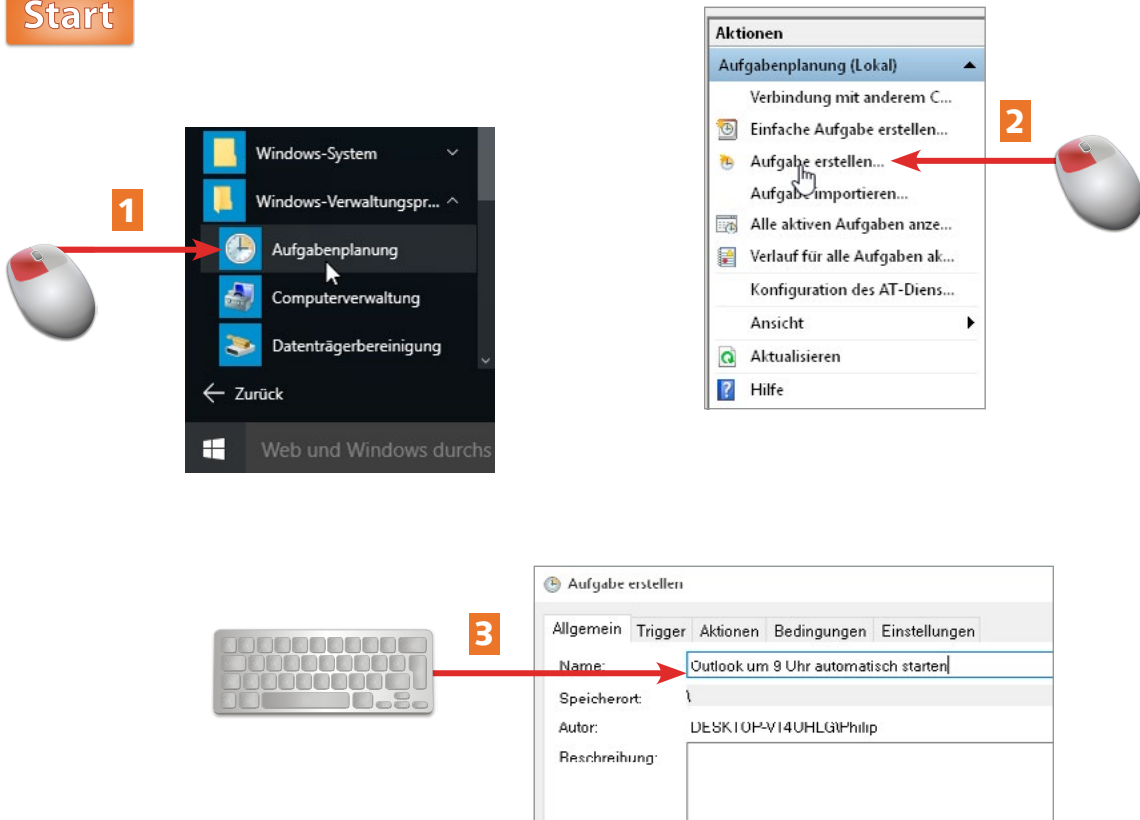 Start
1
Windows-System
Windows-Verwaltungspr...
Aufgabenplanung
Computerverwaltung
Datenträgerbereinigung
Zurück
Web und Windows durchs
2
Aktionen
Aufgabenplanung (Lokal)
Verbindung mit anderem C...
Einfache Aufgabe erstellen...
Aufgabe erstellen...
Aufgabe importieren...
Alle aktiven Aufgaben anze...
Verlauf für alle Aufgaben ak...
Konfiguration des AT-Diens...
Ansicht
Aktualisieren
Hilfe
3
Aufgabe erstellen
Allgemein Trigger Aktionen Bedingungen Einstellungen
Name: Outlook um 9 Uhr automatisch starten
Speicherort: \
Autor: DESKTOP-VT4UHLG\Philip
Beschreibung: